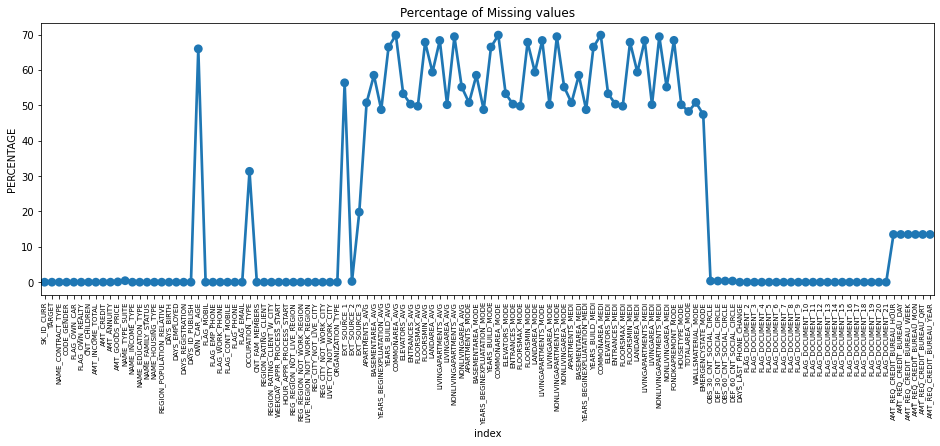 Percentage of Missing values
PERCENTAGE
70
60
50
40
30
20
10
0
SK_ID_CURR
TARGET
NAME_CONTRACT_TYPE
CODE_GENDER
FLAG_OWN_CAR
FLAG_OWN_REALTY
CNT_CHILDREN
AMT_INCOME_TOTAL
AMT_CREDIT
AMT_ANNUITY
AMT_GOODS_PRICE
NAME_TYPE_SUITE
NAME_INCOME_TYPE
NAME_EDUCATION_TYPE
NAME_FAMILY_STATUS
NAME_HOUSING_TYPE
REGION_POPULATION_RELATIVE
DAYS_BIRTH
DAYS_EMPLOYED
DAYS_REGISTRATION
DAYS_ID_PUBLISH
OWN_CAR_AGE
FLAG_MOBIL
FLAG_EMP_PHONE
FLAG_WORK_PHONE
FLAG_CONT_MOBILE
FLAG_PHONE
FLAG_EMAIL
OCCUPATION_TYPE
CNT_FAM_MEMBERS
REGION_RATING_CLIENT
REGION_RATING_CLIENT_W_CITY
WEEKDAY_APPR_PROCESS_START
HOUR_APPR_PROCESS_START
REG_REGION_NOT_LIVE_REGION
REG_REGION_NOT_WORK_REGION
LIVE_REGION_NOT_WORK_REGION
REG_CITY_NOT_LIVE_CITY
REG_CITY_NOT_WORK_CITY
LIVE_CITY_NOT_WORK_CITY
ORGANIZATION_TYPE
EXT_SOURCE_1
EXT_SOURCE_2
EXT_SOURCE_3
APARTMENTS_AVG
BASEMENTAREA_AVG
YEARS_BEGINEXPLUATATION_AVG
YEARS_BUILD_AVG
COMMONAREA_AVG
ELEVATORS_AVG
ENTRANCES_AVG
FLOORSMAX_AVG
FLOORSMIN_AVG
LANDAREA_AVG
LIVINGAPARTMENTS_AVG
LIVINGAREA_AVG
NONLIVINGAPARTMENTS_AVG
NONLIVINGAREA_AVG
APARTMENTS_MODE
BASEMENTAREA_MODE
YEARS_BEGINEXPLUATATION_MODE
YEARS_BUILD_MODE
COMMONAREA_MODE
ELEVATORS_MODE
ENTRANCES_MODE
FLOORSMAX_MODE
FLOORSMIN_MODE
LANDAREA_MODE
LIVINGAPARTMENTS_MODE
LIVINGAREA_MODE
NONLIVINGAPARTMENTS_MODE
NONLIVINGAREA_MODE
APARTMENTS_MEDI
BASEMENTAREA_MEDI
YEARS_BEGINEXPLUATATION_MEDI
YEARS_BUILD_MEDI
COMMONAREA_MEDI
ELEVATORS_MEDI
ENTRANCES_MEDI
FLOORSMAX_MEDI
FLOORSMIN_MEDI
LANDAREA_MEDI
LIVINGAPARTMENTS_MEDI
LIVINGAREA_MEDI
NONLIVINGAPARTMENTS_MEDI
NONLIVINGAREA_MEDI
FONDKAPREMONT_MODE
HOUSETYPE_MODE
TOTALAREA_MODE
WALLSMATERIAL_MODE
EMERGENCYSTATE_MODE
OBS_30_CNT_SOCIAL_CIRCLE
DEF_30_CNT_SOCIAL_CIRCLE
OBS_60_CNT_SOCIAL_CIRCLE
DEF_60_CNT_SOCIAL_CIRCLE
DAYS_LAST_PHONE_CHANGE
FLAG_DOCUMENT_2
FLAG_DOCUMENT_3
FLAG_DOCUMENT_4
FLAG_DOCUMENT_5
FLAG_DOCUMENT_6
FLAG_DOCUMENT_7
FLAG_DOCUMENT_8
FLAG_DOCUMENT_9
FLAG_DOCUMENT_10
FLAG_DOCUMENT_11
FLAG_DOCUMENT_12
FLAG_DOCUMENT_13
FLAG_DOCUMENT_14
FLAG_DOCUMENT_15
FLAG_DOCUMENT_16
FLAG_DOCUMENT_17
FLAG_DOCUMENT_18
FLAG_DOCUMENT_19
FLAG_DOCUMENT_20
FLAG_DOCUMENT_21
AMT_REQ_CREDIT_BUREAU_HOUR
AMT_REQ_CREDIT_BUREAU_DAY
AMT_REQ_CREDIT_BUREAU_WEEK
AMT_REQ_CREDIT_BUREAU_MON
AMT_REQ_CREDIT_BUREAU_QRT
AMT_REQ_CREDIT_BUREAU_YEAR
index